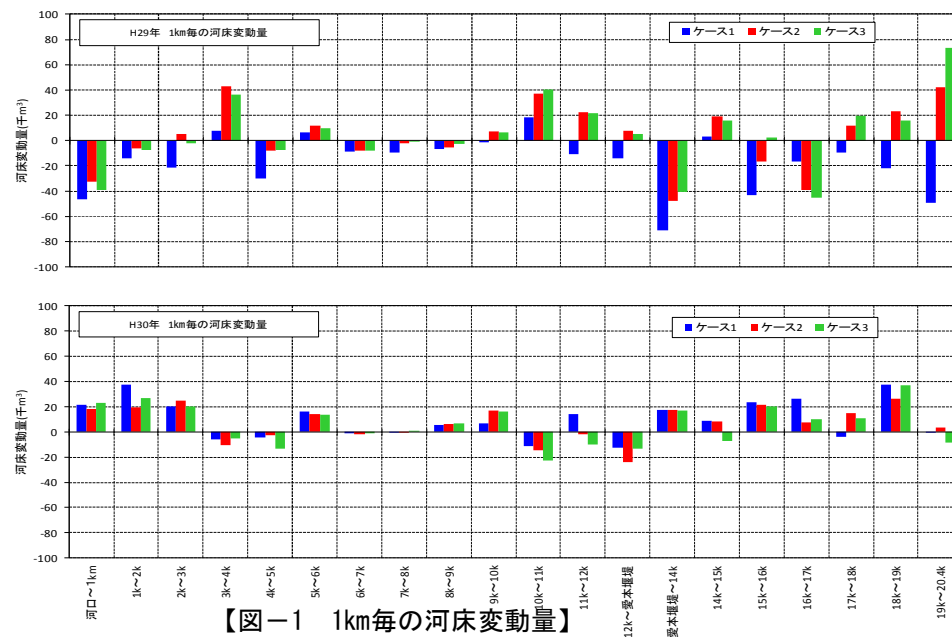 H29年 1km毎の河床変動量
ケース1 ケース2 ケース3
河床変動量(千m³)
100
80
60
40
20
0
-20
-40
-60
-80
-100
H30年 1km毎の河床変動量
ケース1 ケース2 ケース3
河床変動量(千m³)
100
80
60
40
20
0
-20
-40
-60
-80
-100
河口～1km
1k～2k
2k～3k
3k～4k
4k～5k
5k～6k
6k～7k
7k～8k
8k～9k
9k～10k
10k～11k
11k～12k
12k～愛本堰堤
愛本堰堤～14k
14k～15k
15k～16k
16k～17k
17k～18k
18k～19k
19k～20.4k
【図－1 1km毎の河床変動量】